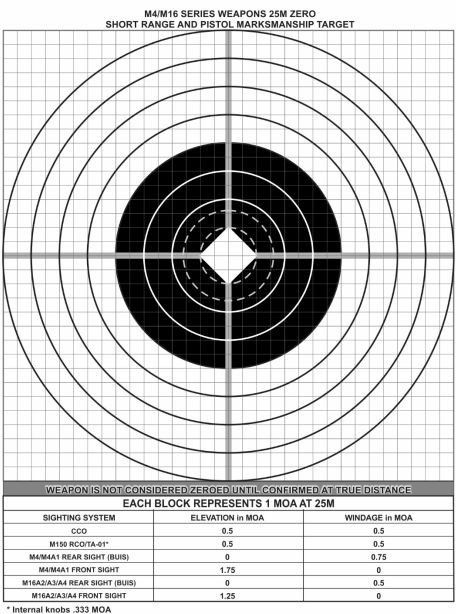 M4/M16 SERIES WEAPONS 25M ZERO
SHORT RANGE AND PISTOL MARKSMANSHIP TARGET
WEAPON IS NOT CONSIDERED ZEROED UNTIL CONFIRMED AT TRUE DISTANCE
EACH BLOCK REPRESENTS 1 MOA AT 25M
SIGHTING SYSTEM ELEVATION in MOA WINDAGE in MOA
CCO 0.5 0.5
M150 RCO/TA-01* 0.5 0.5
M4/M4A1 REAR SIGHT (BUIS) 0 0.75
M4/M4A1 FRONT SIGHT 1.75 0
M16A2/A3/A4 REAR SIGHT (BUIS) 0 0.5
M16A2/A3/A4 FRONT SIGHT 1.25 0
* Internal knobs .333 MOA